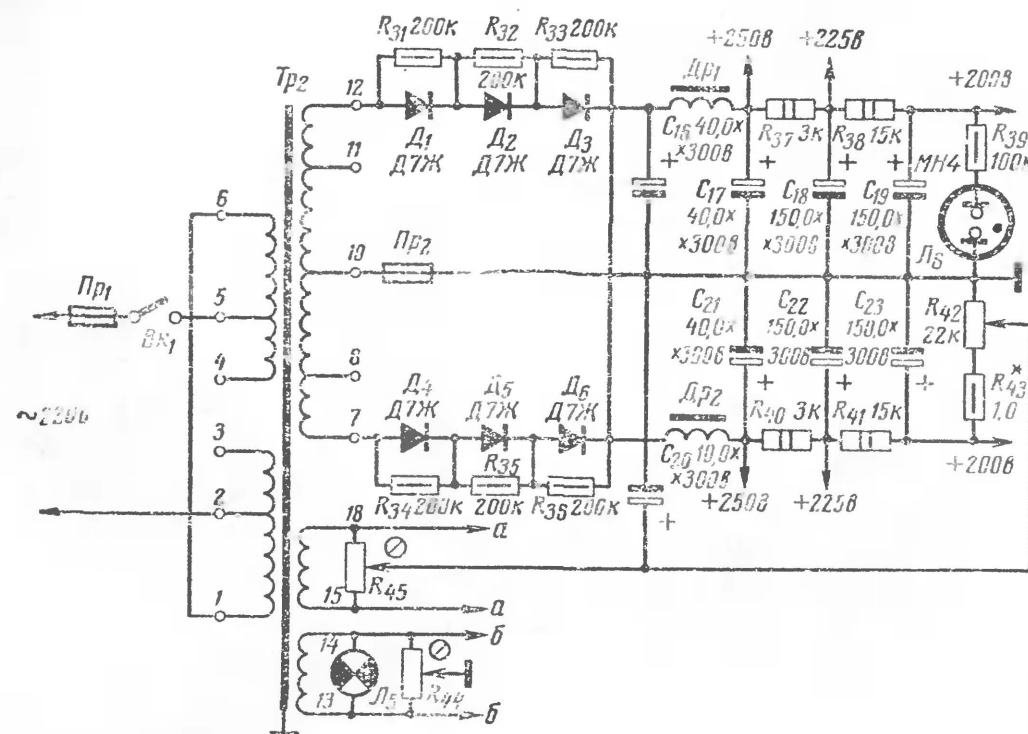 R31 200к R32 R33 200к
+250в +225в
Тр2
12
200к
Др1
+200в
Д1 Д2 Д3
Д7Ж Д7Ж Д7Ж
11
C16 40,0х
х300в
R37 3к R38 15к
R39
100к
МН4
C17
40,0х
х300в
C18
150,0х
х300в
C19
150,0х
х300в
Л6
6
10
Пр2
Пр1
Вк1
5
4
C21
40,0х
х300в
C22
150,0х
300в
C23
150,0х
300в
R42
22к
8
Д4 Д5 Д6
Д7Ж Д7Ж Д7Ж
Др2
R43*
1,0
~220в
3
7
R40 3к R41 15к
C20
х300в
+200в
R34 200к
R35
200к
200к
+250в +225в
2
18
а
R45
15
а
1
14
б
Л5
R44
13
б